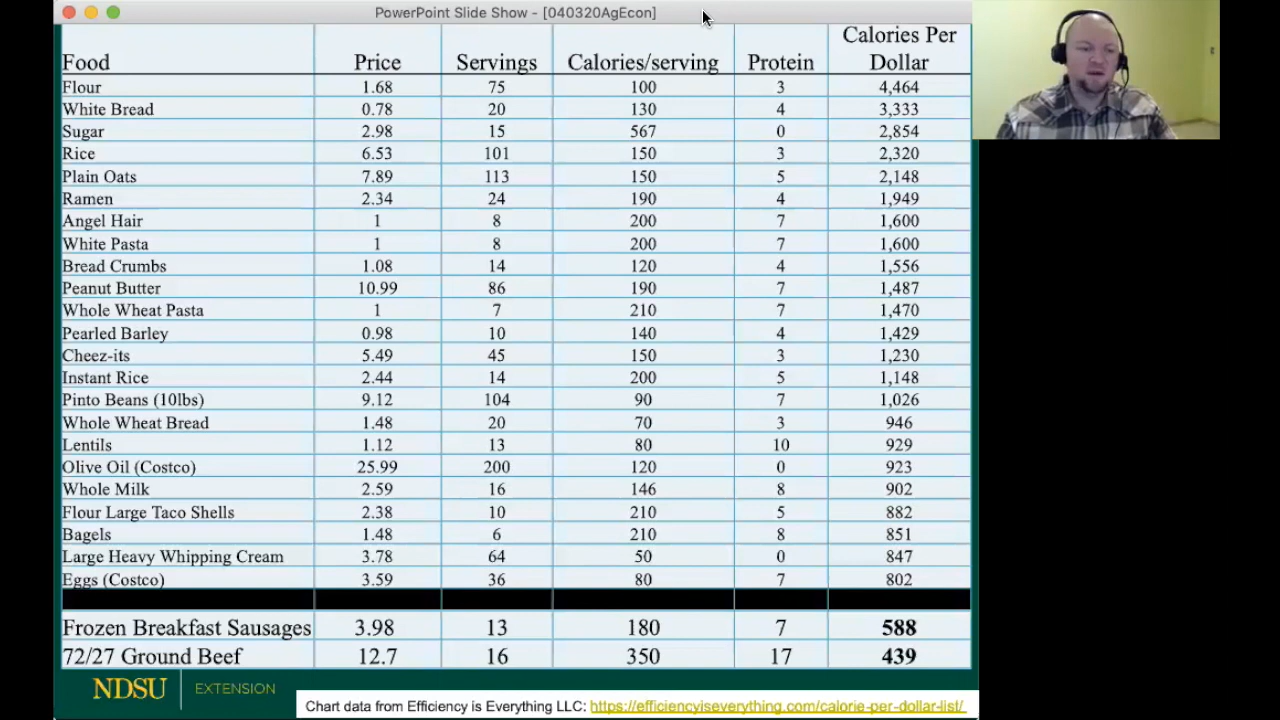 PowerPoint Slide Show - [040320AgEcon]
Food Price Servings Calories/serving Protein Calories Per Dollar
Flour 1.68 75 100 3 4,464
White Bread 0.78 20 130 4 3,333
Sugar 2.98 15 567 0 2,854
Rice 6.53 101 150 3 2,320
Plain Oats 7.89 113 150 5 2,148
Ramen 2.34 24 190 4 1,949
Angel Hair 1 8 200 7 1,600
White Pasta 1 8 200 7 1,600
Bread Crumbs 1.08 14 120 4 1,556
Peanut Butter 10.99 86 190 7 1,487
Whole Wheat Pasta 1 7 210 7 1,470
Pearled Barley 0.98 10 140 4 1,429
Cheez-its 5.49 45 150 3 1,230
Instant Rice 2.44 14 200 5 1,148
Pinto Beans (10lbs) 9.12 104 90 7 1,026
Whole Wheat Bread 1.48 20 70 3 946
Lentils 1.12 13 80 10 929
Olive Oil (Costco) 25.99 200 120 0 923
Whole Milk 2.59 16 146 8 902
Flour Large Taco Shells 2.38 10 210 5 882
Bagels 1.48 6 210 8 851
Large Heavy Whipping Cream 3.78 64 50 0 847
Eggs (Costco) 3.59 36 80 7 802
Frozen Breakfast Sausages 3.98 13 180 7 588
72/27 Ground Beef 12.7 16 350 17 439
NDSU EXTENSION
Chart data from Efficiency is Everything LLC: https://efficiencyiseverything.com/calorie-per-dollar-list/